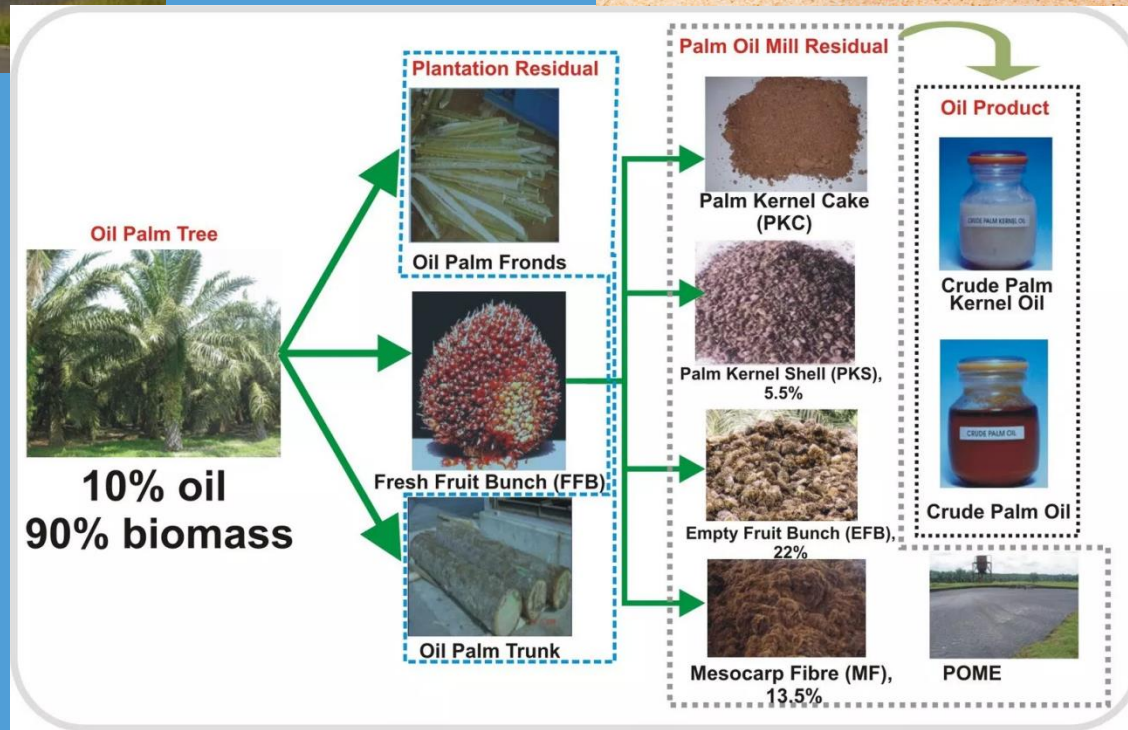 Oil Palm Tree
10% oil
90% biomass
Plantation Residual
Oil Palm Fronds
Fresh Fruit Bunch (FFB)
Oil Palm Trunk
Palm Oil Mill Residual
Palm Kernel Cake
(PKC)
Palm Kernel Shell (PKS),
5.5%
Empty Fruit Bunch (EFB),
22%
Mesocarp Fibre (MF),
13.5%
Oil Product
CRUDE PALM KERNEL OIL
Crude Palm
Kernel Oil
CRUDE PALM OIL
Crude Palm Oil
POME